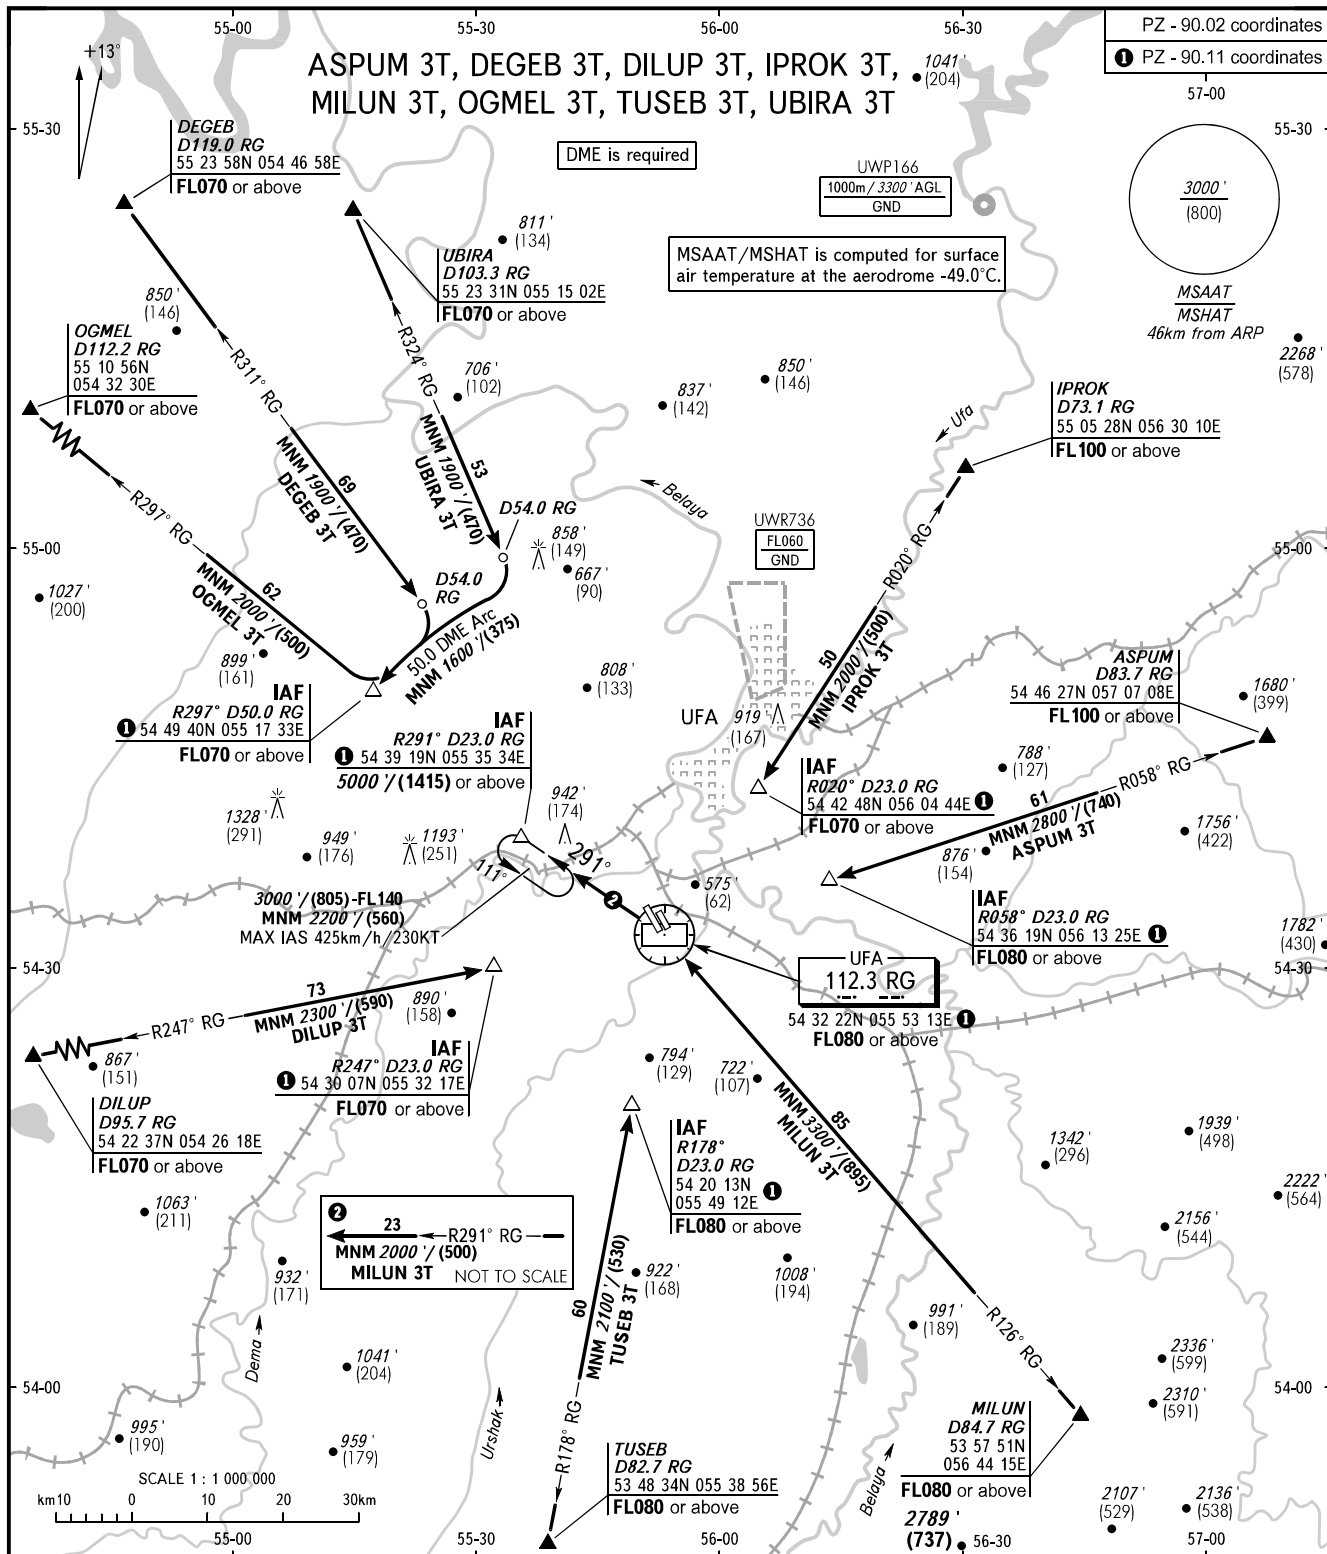 55-00
55-30
56-00
56-30
PZ - 90.02 coordinates
❶ PZ - 90.11 coordinates
57-00
+13°
ASPUM 3T, DEGEB 3T, DILUP 3T, IPROK 3T,
MILUN 3T, OGMEL 3T, TUSEB 3T, UBIRA 3T
1041'
(204)
55-30
55-30
DEGEB
D119.0 RG
55 23 58N 054 46 58E
FL070 or above
DME is required
UWP166
1000m / 3300' AGL
GND
3000'
(800)
MSAAT
MSHAT
46km from ARP
811'
(134)
UBIRA
D103.3 RG
55 23 31N 055 15 02E
FL070 or above
MSAAT/MSHAT is computed for surface
air temperature at the aerodrome -49.0°C.
850'
(146)
OGMEL
D112.2 RG
55 10 56N
054 32 30E
FL070 or above
2268'
(578)
R311° RG
R324° RG
706'
(102)
850'
(146)
837'
(142)
IPROK
D73.1 RG
55 05 28N 056 30 10E
FL100 or above
Ufa
Belaya
69
MNM 1900'/(470)
DEGEB 3T
53
MNM 1900'/(470)
UBIRA 3T
R297° RG
62
MNM 2000'/(500)
OGMEL 3T
D54.0 RG
D54.0
RG
858'
(149)
667'
(90)
UWR736
FL060
GND
55-00
55-00
R020° RG
50
MNM 2000'/(500)
IPROK 3T
1027'
(200)
899'
(161)
50.0 DME Arc
MNM 1600'/(375)
808'
(133)
UFA
919'
(167)
ASPUM
D83.7 RG
54 46 27N 057 07 08E
FL100 or above
1680'
(399)
IAF
R297° D50.0 RG
❶ 54 49 40N 055 17 33E
FL070 or above
IAF
R291° D23.0 RG
❶ 54 39 19N 055 35 34E
5000'/(1415) or above
IAF
R020° D23.0 RG
54 42 48N 056 04 44E ❶
FL070 or above
788'
(127)
R058° RG
61
MNM 2800'/(740)
ASPUM 3T
1756'
(422)
876'
(154)
1328'
(291)
949'
(176)
1193'
(251)
942'
(174)
291°
111°
❷
575'
(62)
3000'/(805)-FL140
MNM 2200'/(560)
MAX IAS 425km/h /230KT
IAF
R058° D23.0 RG
54 36 19N 056 13 25E ❶
FL080 or above
1782'
(430)
54-30
54-30
UFA
112.3 RG
54 32 22N 055 53 13E ❶
FL080 or above
R247° RG
73
MNM 2300'/(590)
DILUP 3T
890'
(158)
867'
(151)
IAF
R247° D23.0 RG
❶ 54 30 07N 055 32 17E
FL070 or above
DILUP
D95.7 RG
54 22 37N 054 26 18E
FL070 or above
794'
(129)
722'
(107)
85
MNM 3300'/(895)
MILUN 3T
IAF
R178°
D23.0 RG
54 20 13N
055 49 12E ❶
FL080 or above
1342'
(296)
1939'
(498)
2222'
(564)
2156'
(544)
1063'
(211)
❷
23
R291° RG
MNM 2000'/(500)
MILUN 3T
NOT TO SCALE
932'
(171)
922'
(168)
1008'
(194)
60
MNM 2100'/(530)
TUSEB 3T
991'
(189)
R126° RG
Dema
1041'
(204)
2336'
(599)
54-00
54-00
2310'
(591)
995'
(190)
959'
(179)
Urshak
R178° RG
TUSEB
D82.7 RG
53 48 34N 055 38 56E
FL080 or above
Belaya
MILUN
D84.7 RG
53 57 51N
056 44 15E
FL080 or above
2107'
(529)
2136'
(538)
2789'
(737)
SCALE 1 : 1 000 000
km10 0 10 20 30km
55-00
55-30
56-00
56-30
57-00